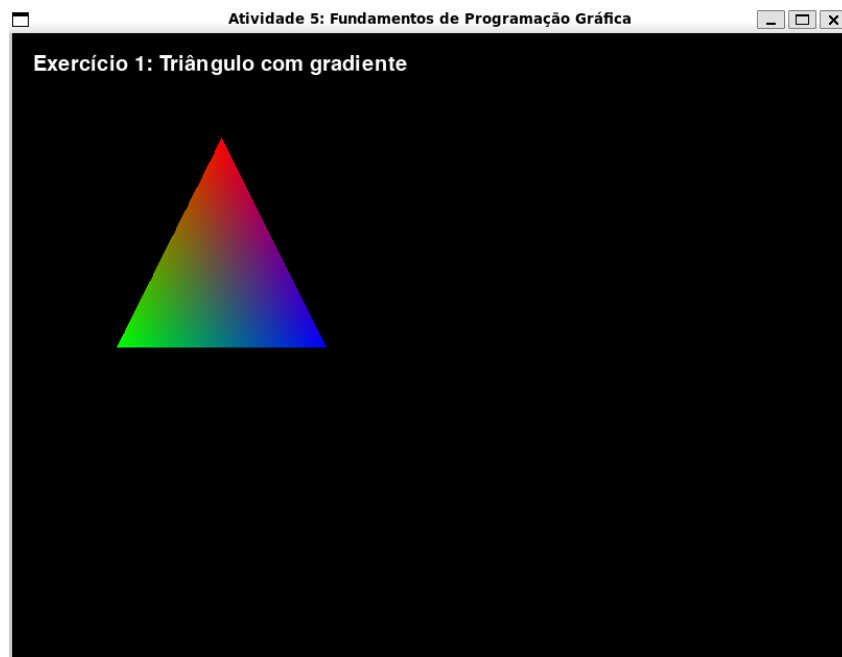 Atividade 5: Fundamentos de Programação Gráfica
Exercício 1: Triângulo com gradiente